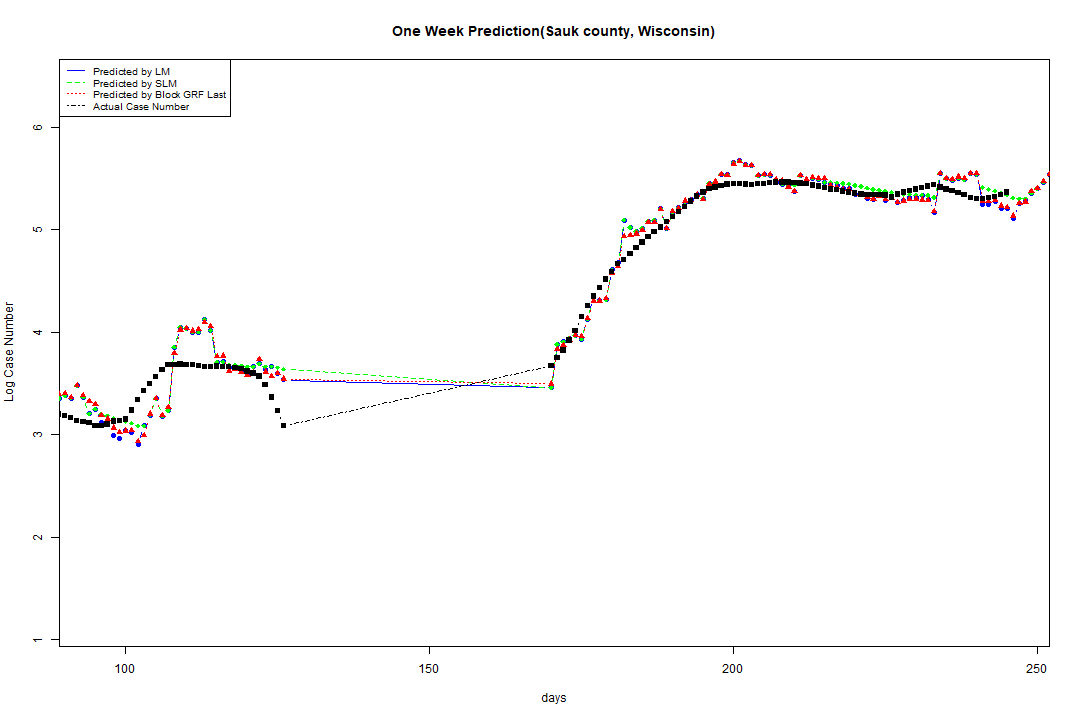 One Week Prediction(Sauk county, Wisconsin)
Predicted by LM
Predicted by SLM
Predicted by Block GRF Last
Actual Case Number
Log Case Number
6
5
4
3
2
1
100 150 200 250
days